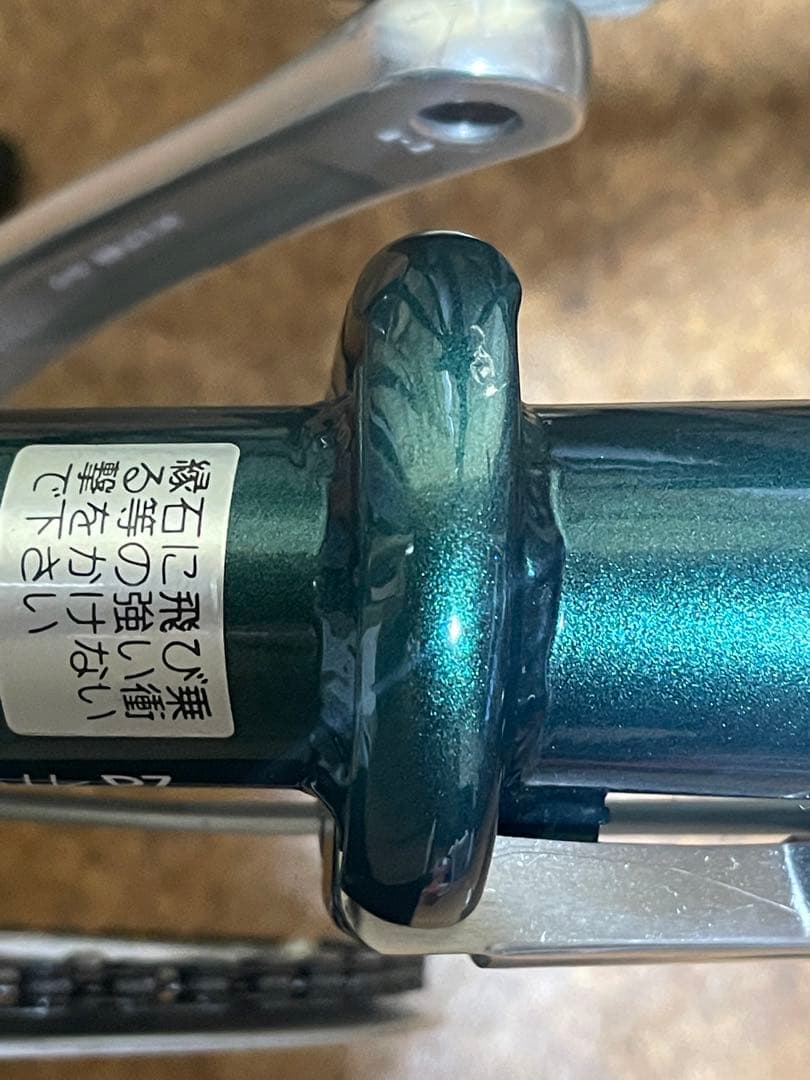 縁石に飛び乗
る等の強い衝
撃をかけない
で下さい